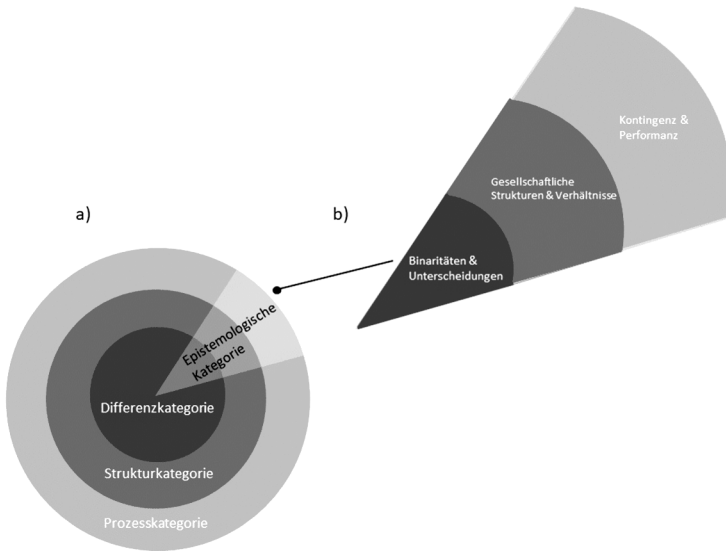 a)
Epistemologische
Kategorie
Differenzkategorie
Strukturkategorie
Prozesskategorie
b)
Kontingenz &
Performanz
Gesellschaftliche
Strukturen & Verhältnisse
Binaritäten &
Unterscheidungen